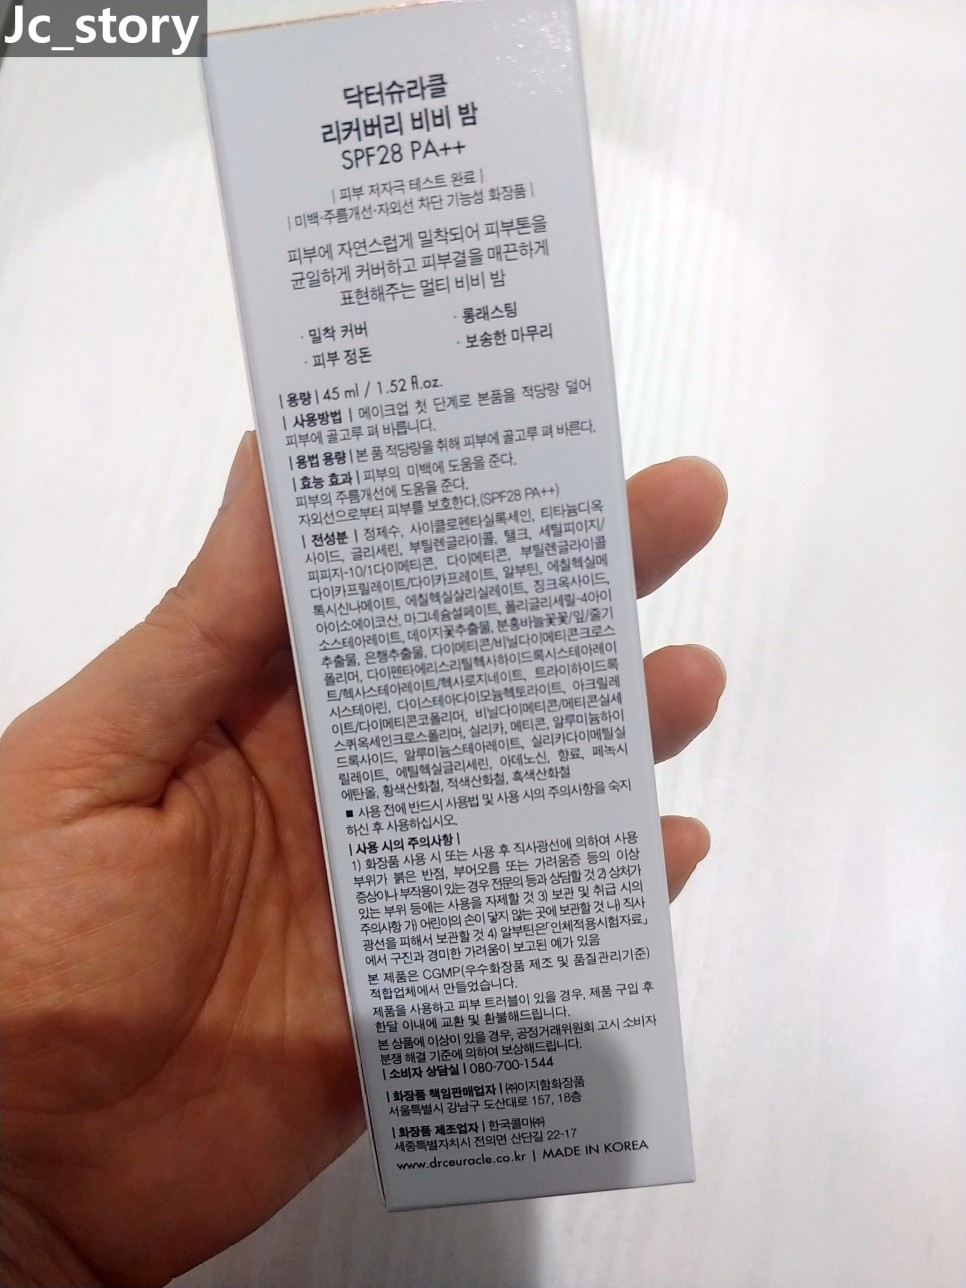 Jc_story
닥터슈라클
리커버리 비비 밤
SPF28 PA++
| 피부 저자극 테스트 완료 |
| 미백·주름개선·자외선 차단 기능성 화장품 |
피부에 자연스럽게 밀착되어 피부톤을
균일하게 커버하고 피부결을 매끈하게
표현해주는 멀티 비비 밤
· 밀착 커버 · 롱래스팅
· 피부 정돈 · 보송한 마무리
| 용량 | 45 ml / 1.52 fl.oz.
| 사용방법 | 메이크업 첫 단계로 본품을 적당량 덜어
피부에 골고루 펴 바릅니다.
| 용법 용량 | 본 품 적당량을 취해 피부에 골고루 펴 바른다.
| 효능 효과 | 피부의 미백에 도움을 준다.
피부의 주름개선에 도움을 준다.
자외선으로부터 피부를 보호한다.(SPF28 PA++)
| 전성분 | 정제수, 사이클로펜타실록세인, 티타늄디옥
사이드, 글리세린, 부틸렌글라이콜, 탤크, 세틸피이지/
피피지-10/1다이메티콘, 다이메티콘, 부틸렌글라이콜
다이카프릴레이트/다이카프레이트, 알부틴, 에칠헥실메
톡시신나메이트, 에칠헥실살리실레이트, 징크옥사이드,
아이소에이코산, 마그네슘설페이트, 폴리글리세릴-4아이
소스테아레이트, 데이지꽃추출물, 분홍바늘꽃꽃/잎/줄기
추출물, 은행추출물, 다이메티콘/비닐다이메티콘크로스
폴리머, 다이펜타에리스리틸헥사하이드록시스테아레이
트/헥사스테아레이트/헥사로지네이트, 트라이하이드록
시스테아린, 다이스테아다이모늄헥토라이트, 아크릴레
이트/다이메티콘코폴리머, 비닐다이메티콘/메티콘실세
스퀴옥세인크로스폴리머, 실리카, 메티콘, 알루미늄하이
드록사이드, 알루미늄스테아레이트, 실리카다이메틸실
릴레이트, 에틸헥실글리세린, 아데노신, 향료, 페녹시
에탄올, 황색산화철, 적색산화철, 흑색산화철
■ 사용 전에 반드시 사용법 및 사용 시의 주의사항을 숙지
하신 후 사용하십시오.
| 사용 시의 주의사항 |
1) 화장품 사용 시 또는 사용 후 직사광선에 의하여 사용
부위가 붉은 반점, 부어오름 또는 가려움증 등의 이상
증상이나 부작용이 있는 경우 전문의 등과 상담할 것 2) 상처가
있는 부위 등에는 사용을 자제할 것 3) 보관 및 취급 시의
주의사항 가) 어린이의 손이 닿지 않는 곳에 보관할 것 나) 직사
광선을 피해서 보관할 것 4) 알부틴은「인체적용시험자료」
에서 구진과 경미한 가려움이 보고된 예가 있음
본 제품은 CGMP(우수화장품 제조 및 품질관리기준)
적합업체에서 만들었습니다.
제품을 사용하고 피부 트러블이 있을 경우, 제품 구입 후
한달 이내에 교환 및 환불해드립니다.
본 상품에 이상이 있을 경우, 공정거래위원회 고시 소비자
분쟁 해결 기준에 의하여 보상해드립니다.
| 소비자 상담실 | 080-700-1544
| 화장품 책임판매업자 | ㈜이지함화장품
서울특별시 강남구 도산대로 157, 18층
| 화장품 제조업자 | 한국콜마㈜
세종특별자치시 전의면 산단길 22-17
www.drceuracle.co.kr | MADE IN KOREA